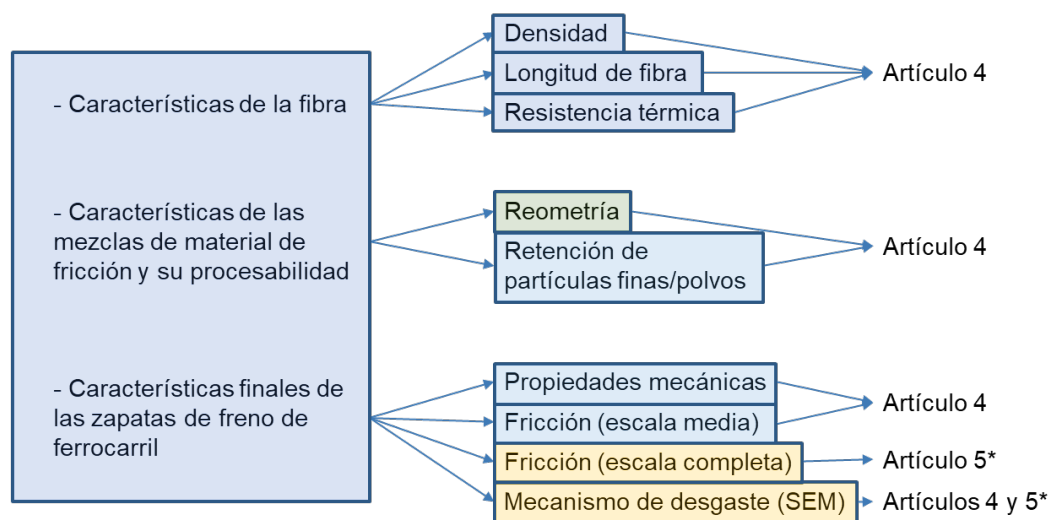 Densidad
Longitud de fibra
Resistencia térmica
Artículo 4
- Características de la fibra
- Características de las
mezclas de material de
fricción y su procesabilidad
Reometría
Retención de
partículas finas/polvos
Artículo 4
- Características finales de
las zapatas de freno de
ferrocarril
Propiedades mecánicas
Fricción (escala media)
Artículo 4
Fricción (escala completa)
Artículo 5*
Mecanismo de desgaste (SEM)
Artículos 4 y 5*